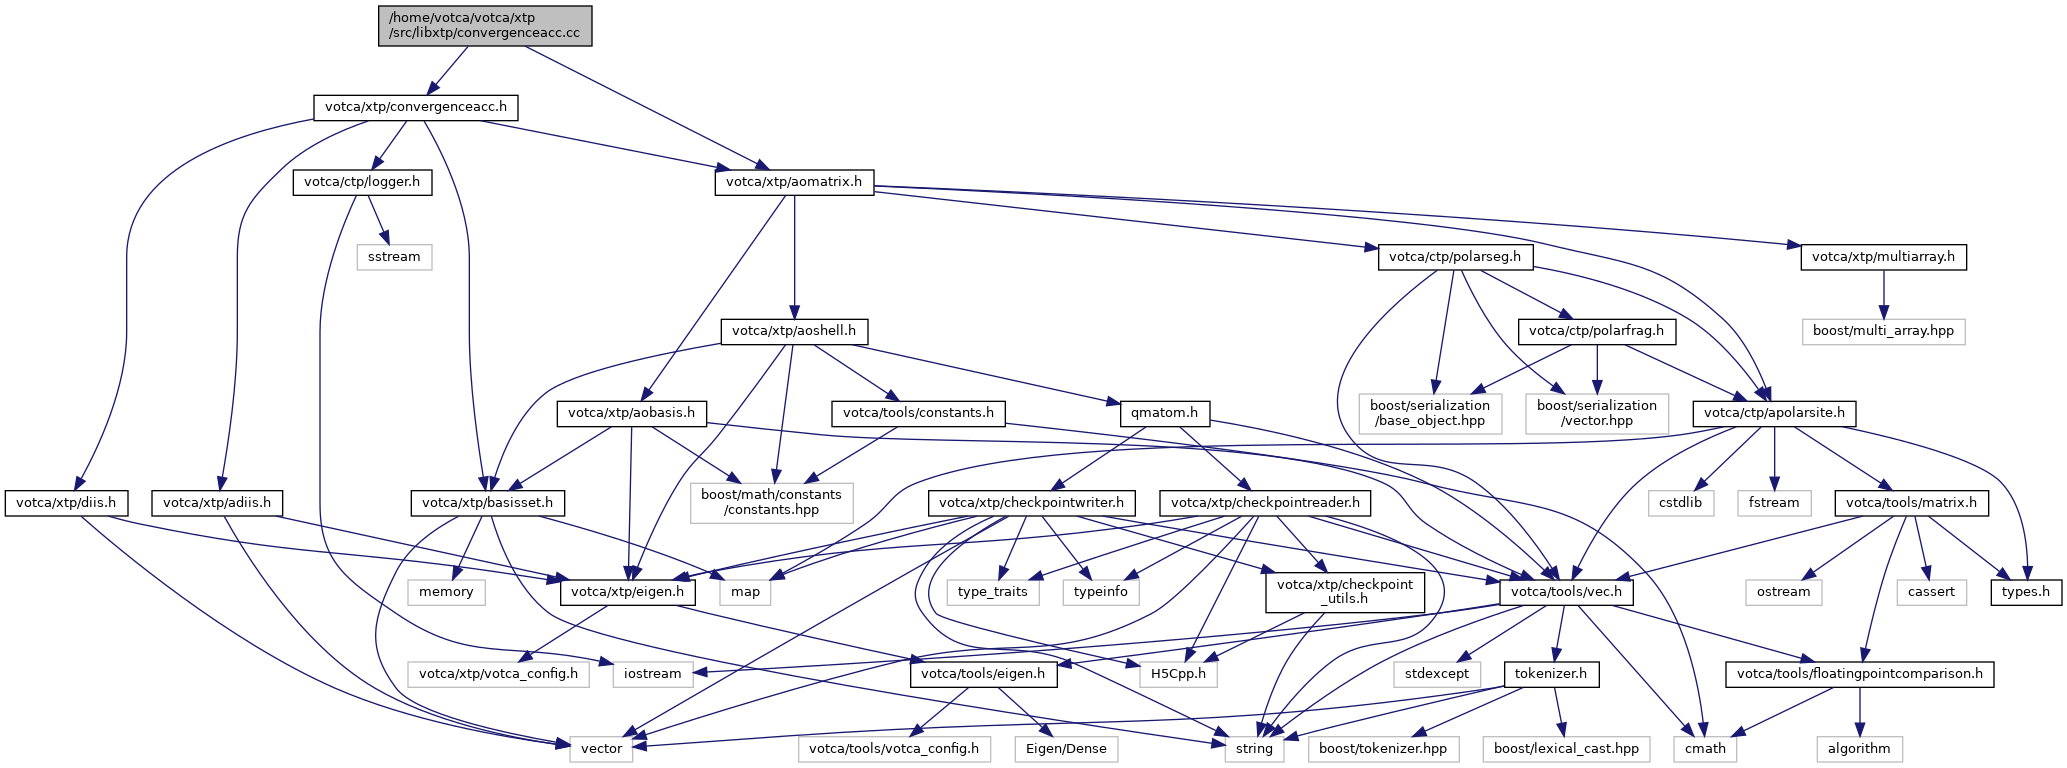 /home/votca/votca/xtp
/src/libxtp/convergenceacc.cc
votca/xtp/convergenceacc.h
votca/ctp/logger.h
votca/xtp/aomatrix.h
sstream
votca/ctp/polarseg.h
votca/xtp/multiarray.h
votca/xtp/aoshell.h
votca/ctp/polarfrag.h
boost/multi_array.hpp
votca/xtp/aobasis.h
votca/tools/constants.h
qmatom.h
boost/serialization
/base_object.hpp
boost/serialization
/vector.hpp
votca/ctp/apolarsite.h
votca/xtp/diis.h
votca/xtp/adiis.h
votca/xtp/basisset.h
boost/math/constants
/constants.hpp
votca/xtp/checkpointwriter.h
votca/xtp/checkpointreader.h
cstdlib
fstream
votca/tools/matrix.h
memory
votca/xtp/eigen.h
map
type_traits
typeinfo
votca/xtp/checkpoint
_utils.h
votca/tools/vec.h
ostream
cassert
types.h
votca/xtp/votca_config.h
iostream
votca/tools/eigen.h
H5Cpp.h
stdexcept
tokenizer.h
votca/tools/floatingpointcomparison.h
vector
votca/tools/votca_config.h
Eigen/Dense
string
boost/tokenizer.hpp
boost/lexical_cast.hpp
cmath
algorithm